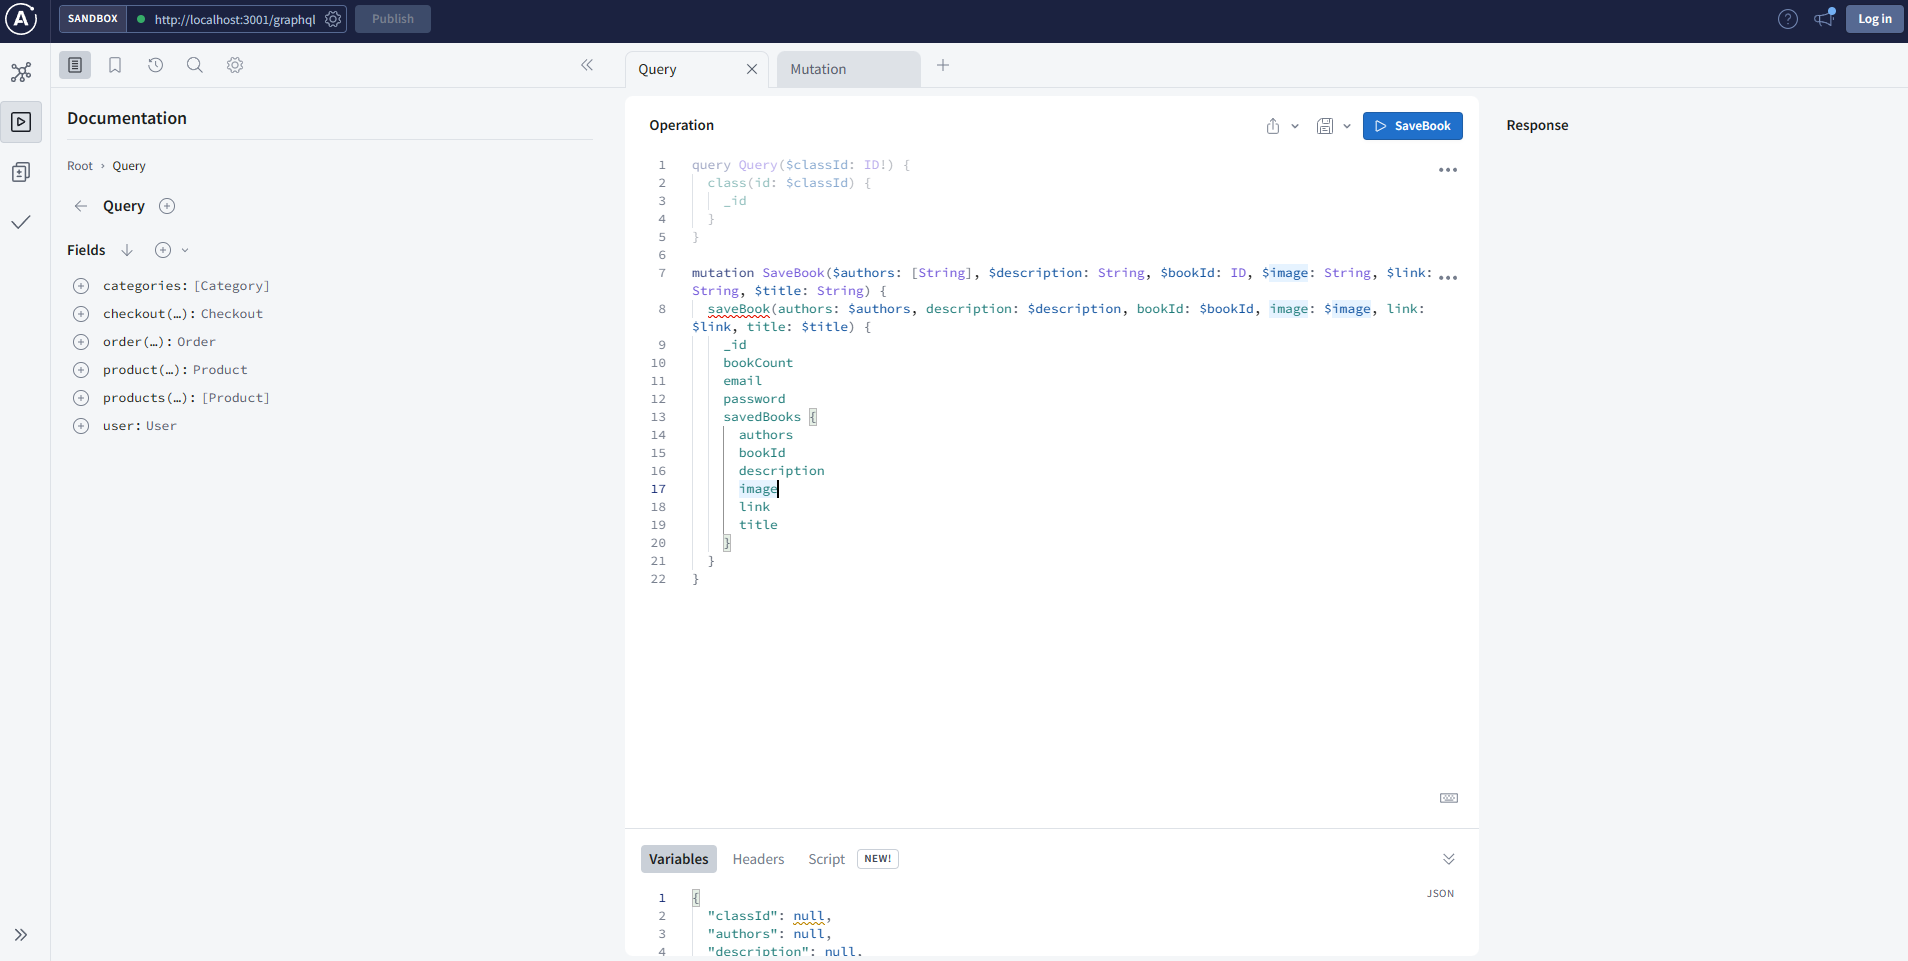 SANDBOX
http://localhost:3001/graphql
Publish
?
Log in
Query
Mutation
Documentation
Root › Query
Query
Fields
categories: [Category]
checkout(…): Checkout
order(…): Order
product(…): Product
products(…): [Product]
user: User
Operation
SaveBook
1 query Query($classId: ID!) {
2 class(id: $classId) {
3 _id
4 }
5 }
6
7 mutation SaveBook($authors: [String], $description: String, $bookId: ID, $image: String, $link:
String, $title: String) {
8 saveBook(authors: $authors, description: $description, bookId: $bookId, image: $image, link:
$link, title: $title) {
9 _id
10 bookCount
11 email
12 password
13 savedBooks {
14 authors
15 bookId
16 description
17 image
18 link
19 title
20 }
21 }
22 }
Variables
Headers
Script
NEW!
JSON
1 {
2 "classId": null,
3 "authors": null,
4 "description": null,
Response